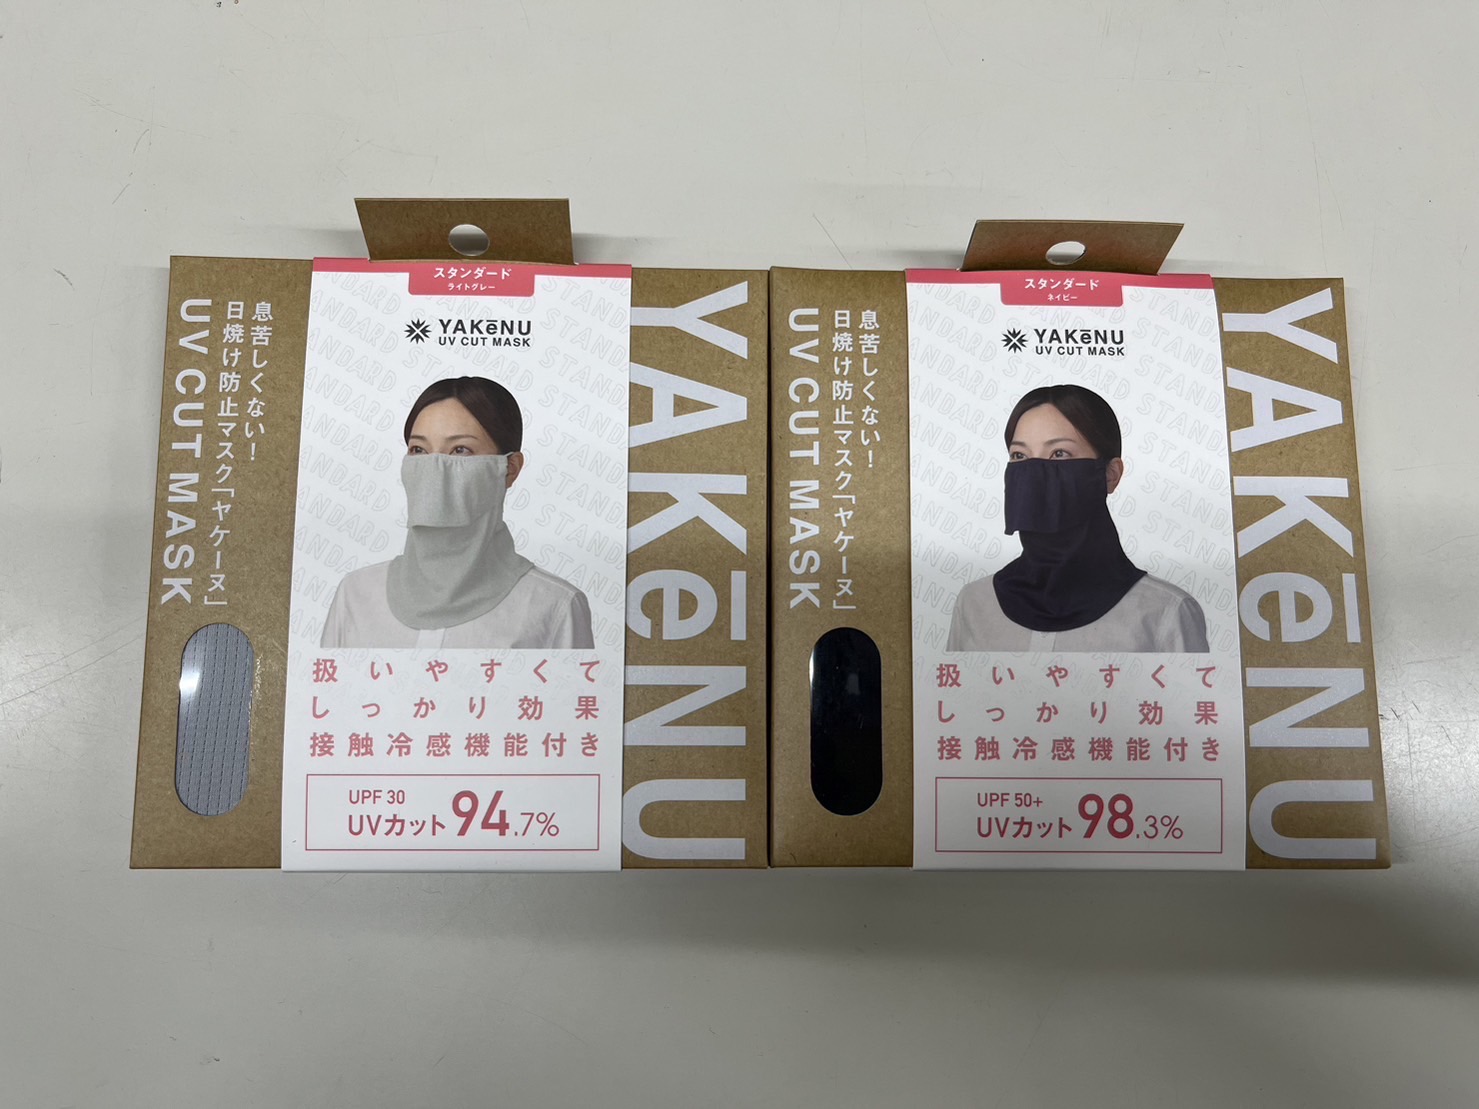 息苦しくない!
日焼け防止マスク「ヤケーヌ」
UV CUT MASK
スタンダード
ライトグレー
YAKēNU
UV CUT MASK
扱いやすくて
しっかり効果
接触冷感機能付き
UPF 30
UVカット94.7%
YAKēNU
息苦しくない!
日焼け防止マスク「ヤケーヌ」
UV CUT MASK
スタンダード
ネイビー
YAKēNU
UV CUT MASK
扱いやすくて
しっかり効果
接触冷感機能付き
UPF 50+
UVカット98.3%
YAKēNU